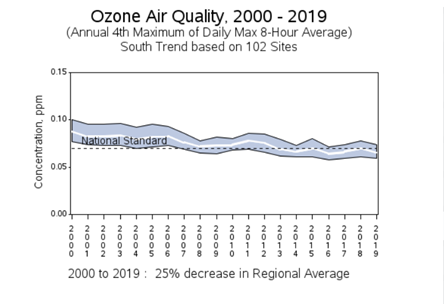 Ozone Air Quality, 2000 - 2019
(Annual 4th Maximum of Daily Max 8-Hour Average)
South Trend based on 102 Sites
0.15
0.10
0.05
0.00
Concentration, ppm
National Standard
2000 2001 2002 2003 2004 2005 2006 2007 2008 2009 2010 2011 2012 2013 2014 2015 2016 2017 2018 2019
2000 to 2019 : 25% decrease in Regional Average